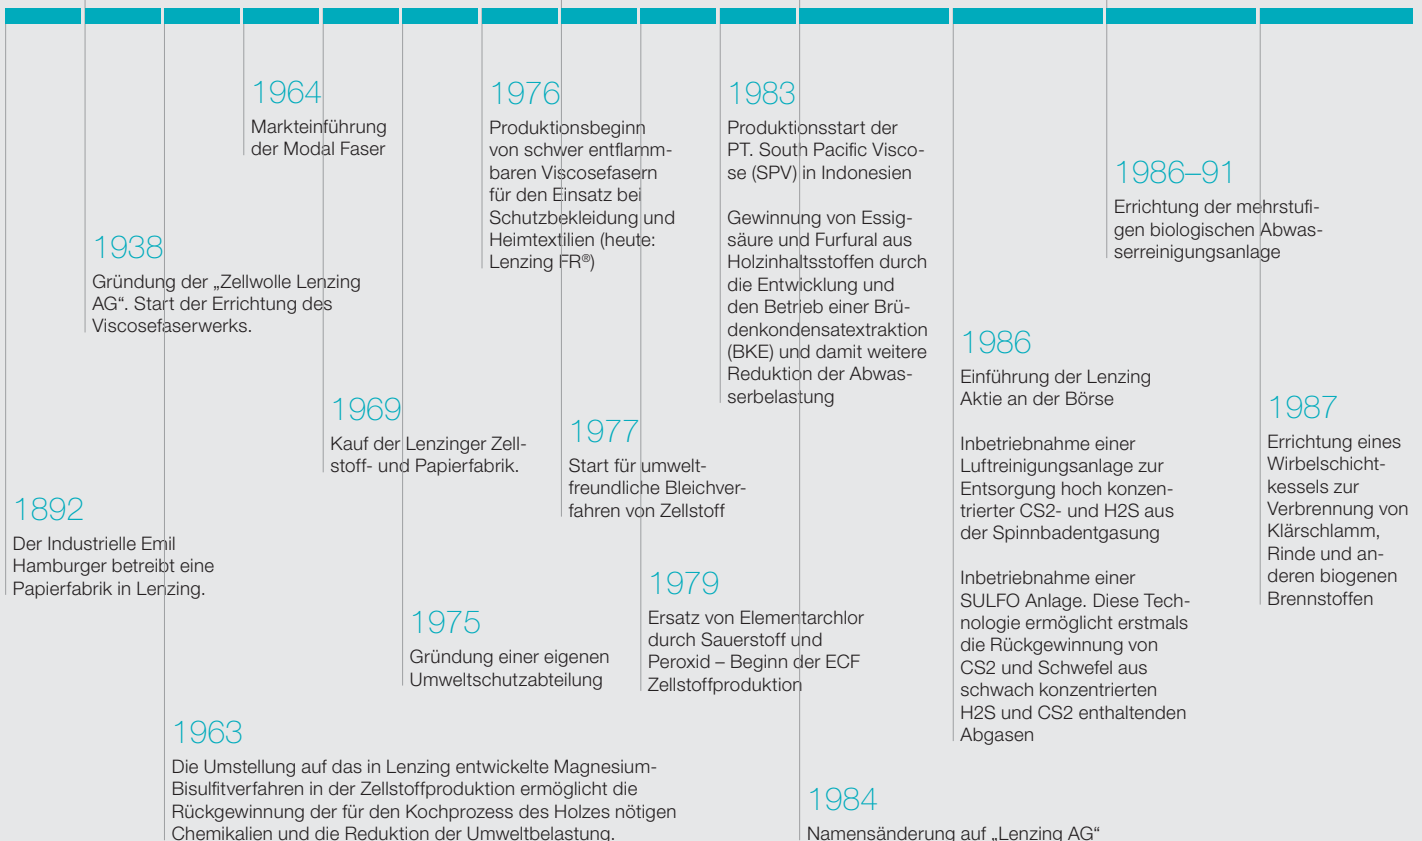 1892
Der Industrielle Emil
Hamburger betreibt eine
Papierfabrik in Lenzing.
1938
Gründung der „Zellwolle Lenzing
AG“. Start der Errichtung des
Viscosefaserwerks.
1963
Die Umstellung auf das in Lenzing entwickelte Magnesium-
Bisulfitverfahren in der Zellstoffproduktion ermöglicht die
Rückgewinnung der für den Kochprozess des Holzes nötigen
Chemikalien und die Reduktion der Umweltbelastung.
1964
Markteinführung
der Modal Faser
1969
Kauf der Lenzinger Zell-
stoff- und Papierfabrik.
1975
Gründung einer eigenen
Umweltschutzabteilung
1976
Produktionsbeginn
von schwer entflamm-
baren Viscosefasern
für den Einsatz bei
Schutzbekleidung und
Heimtextilien (heute:
Lenzing FR®)
1977
Start für umwelt-
freundliche Bleichver-
fahren von Zellstoff
1979
Ersatz von Elementarchlor
durch Sauerstoff und
Peroxid – Beginn der ECF
Zellstoffproduktion
1983
Produktionsstart der
PT. South Pacific Visco-
se (SPV) in Indonesien
Gewinnung von Essig-
säure und Furfural aus
Holzinhaltsstoffen durch
die Entwicklung und
den Betrieb einer Brü-
denkondensatextraktion
(BKE) und damit weitere
Reduktion der Abwas-
serbelastung
1984
Namensänderung auf „Lenzing AG“
1986
Einführung der Lenzing
Aktie an der Börse
Inbetriebnahme einer
Luftreinigungsanlage zur
Entsorgung hoch konzen-
trierter CS2- und H2S aus
der Spinnbadentgasung
Inbetriebnahme einer
SULFO Anlage. Diese Tech-
nologie ermöglicht erstmals
die Rückgewinnung von
CS2 und Schwefel aus
schwach konzentrierten
H2S und CS2 enthaltenden
Abgasen
1986–91
Errichtung der mehrstufi-
gen biologischen Abwas-
serreinigungsanlage
1987
Errichtung eines
Wirbelschicht-
kessels zur
Verbrennung von
Klärschlamm,
Rinde und an-
deren biogenen
Brennstoffen